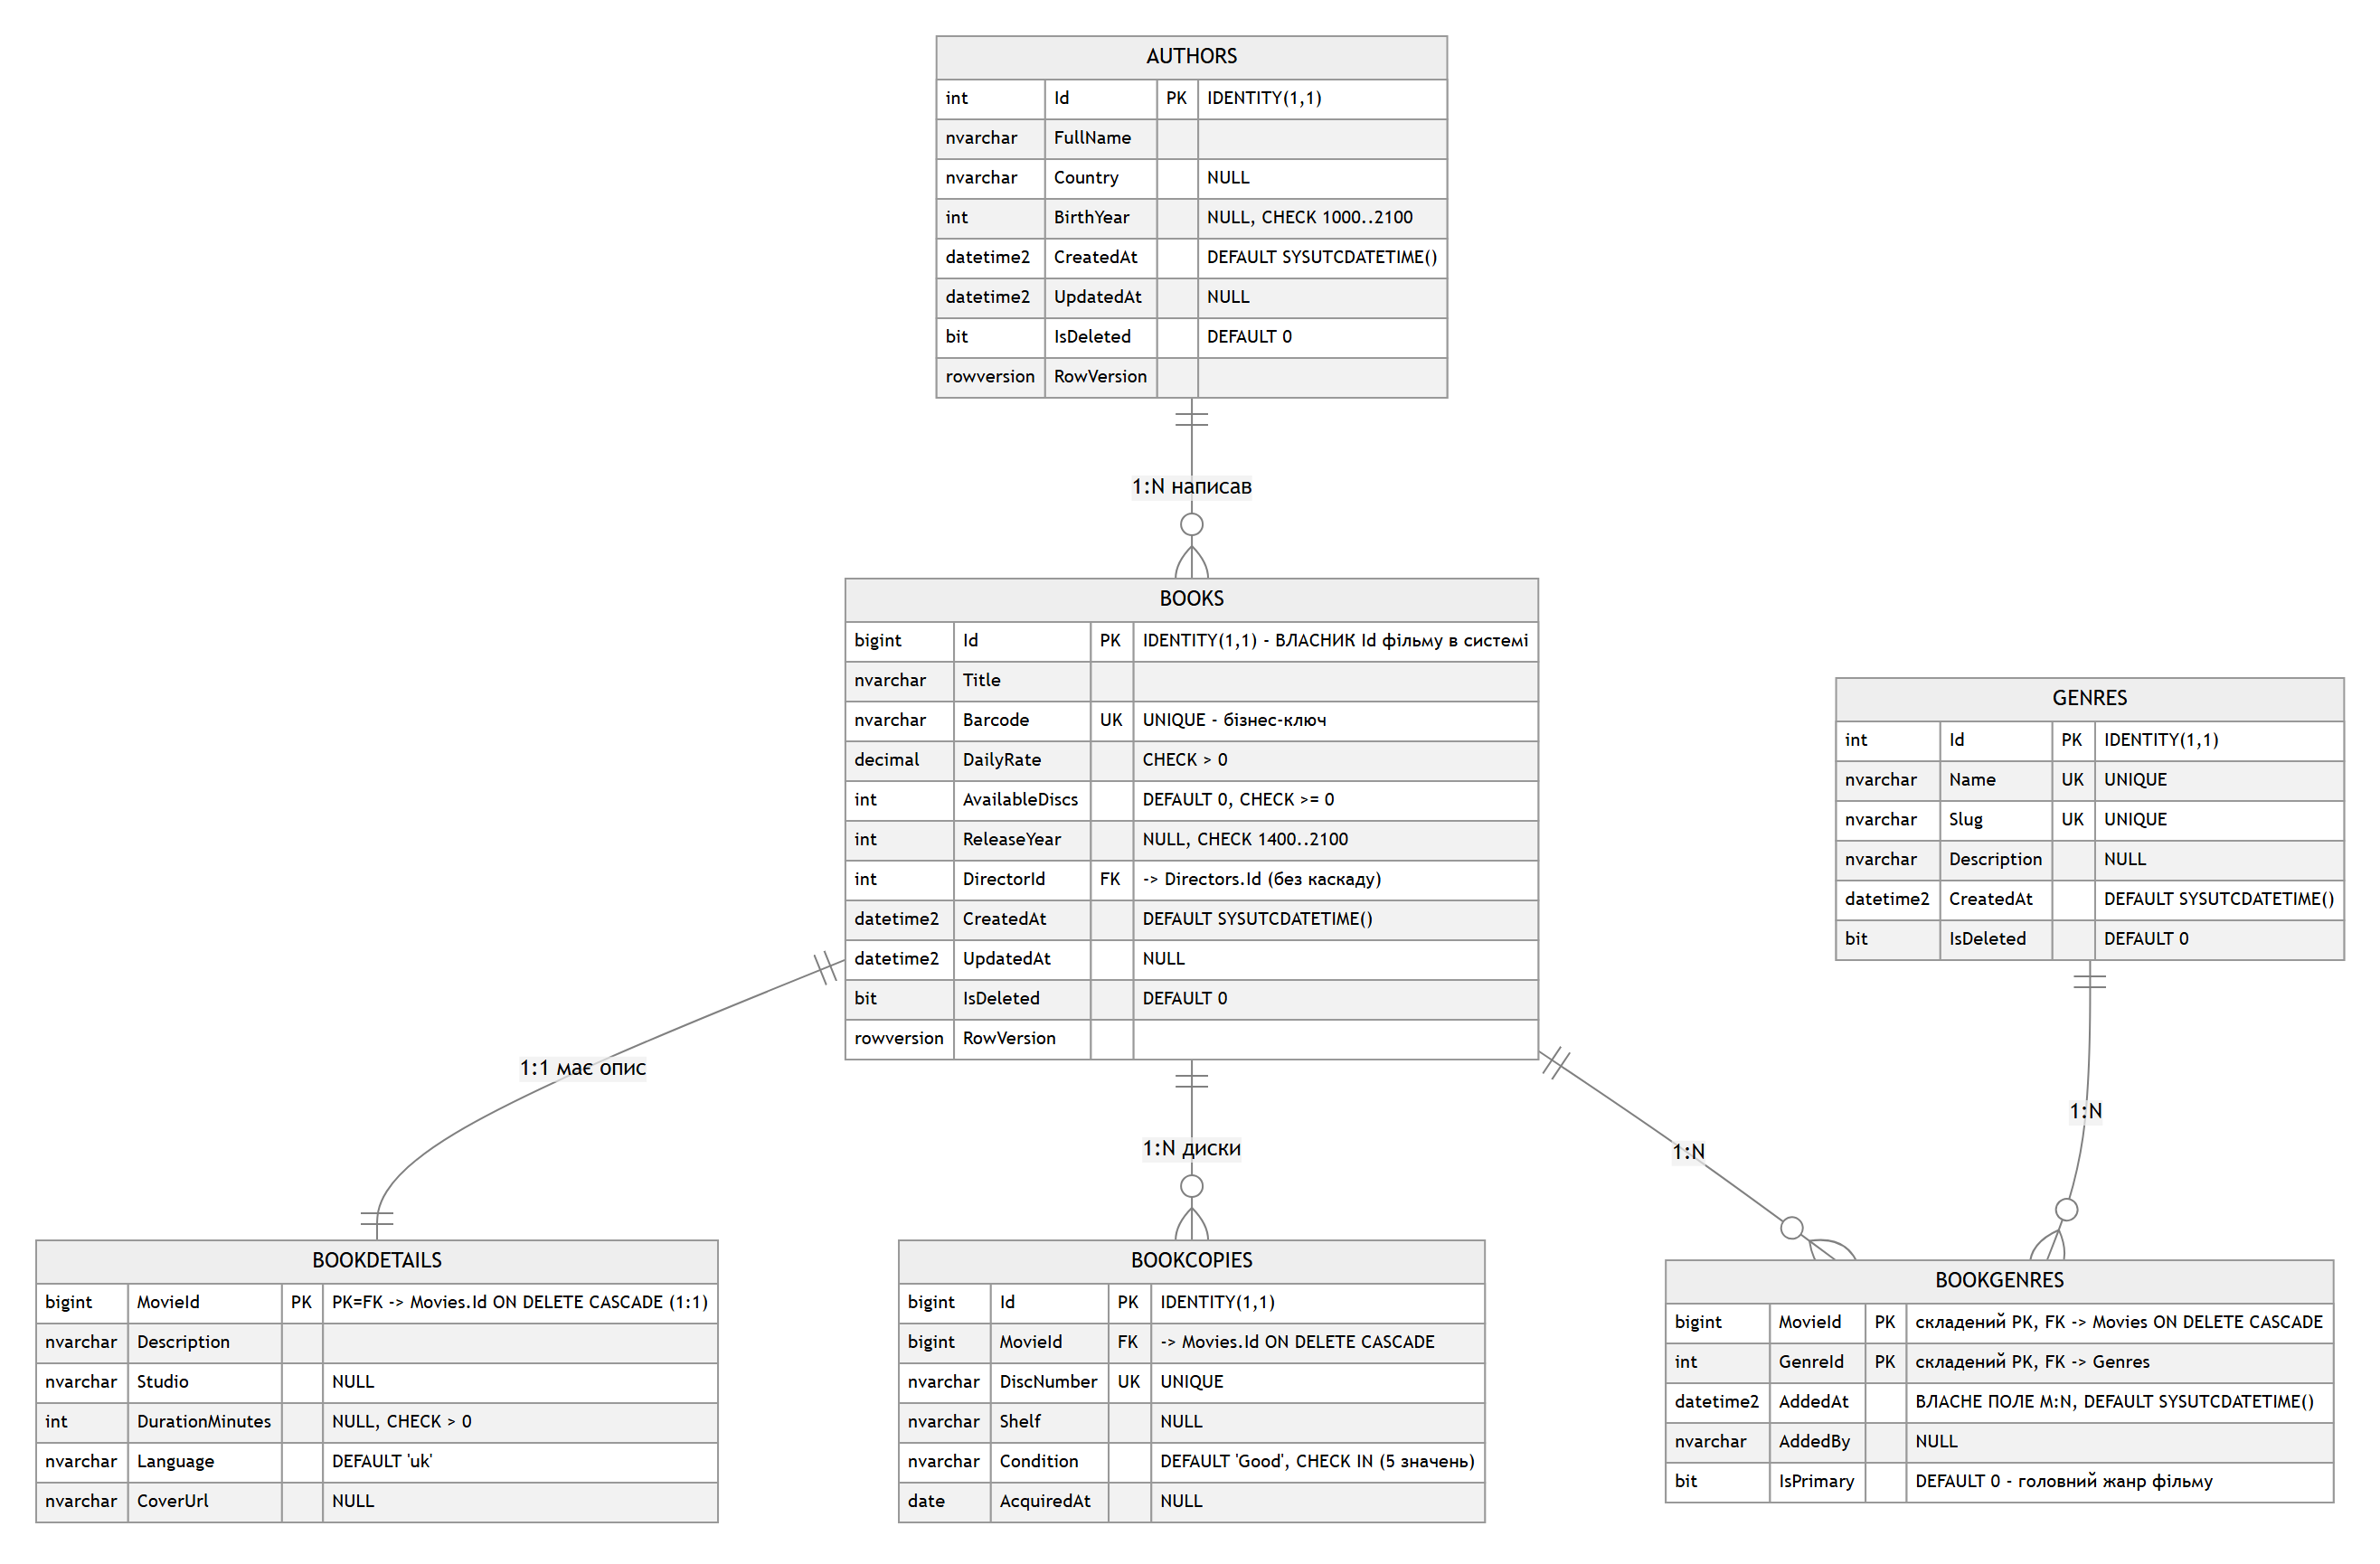 AUTHORS
int Id PK IDENTITY(1,1)
nvarchar FullName
nvarchar Country NULL
int BirthYear NULL, CHECK 1000..2100
datetime2 CreatedAt DEFAULT SYSUTCDATETIME()
datetime2 UpdatedAt NULL
bit IsDeleted DEFAULT 0
rowversion RowVersion
1:N написав
BOOKS
bigint Id PK IDENTITY(1,1) - ВЛАСНИК Id фільму в системі
nvarchar Title
nvarchar Barcode UK UNIQUE - бізнес-ключ
decimal DailyRate CHECK > 0
int AvailableDiscs DEFAULT 0, CHECK >= 0
int ReleaseYear NULL, CHECK 1400..2100
int DirectorId FK -> Directors.Id (без каскаду)
datetime2 CreatedAt DEFAULT SYSUTCDATETIME()
datetime2 UpdatedAt NULL
bit IsDeleted DEFAULT 0
rowversion RowVersion
GENRES
int Id PK IDENTITY(1,1)
nvarchar Name UK UNIQUE
nvarchar Slug UK UNIQUE
nvarchar Description NULL
datetime2 CreatedAt DEFAULT SYSUTCDATETIME()
bit IsDeleted DEFAULT 0
1:1 має опис
1:N диски
1:N
1:N
BOOKDETAILS
bigint MovieId PK PK=FK -> Movies.Id ON DELETE CASCADE (1:1)
nvarchar Description
nvarchar Studio NULL
int DurationMinutes NULL, CHECK > 0
nvarchar Language DEFAULT 'uk'
nvarchar CoverUrl NULL
BOOKCOPIES
bigint Id PK IDENTITY(1,1)
bigint MovieId FK -> Movies.Id ON DELETE CASCADE
nvarchar DiscNumber UK UNIQUE
nvarchar Shelf NULL
nvarchar Condition DEFAULT 'Good', CHECK IN (5 значень)
date AcquiredAt NULL
BOOKGENRES
bigint MovieId PK складений PK, FK -> Movies ON DELETE CASCADE
int GenreId PK складений PK, FK -> Genres
datetime2 AddedAt ВЛАСНЕ ПОЛЕ M:N, DEFAULT SYSUTCDATETIME()
nvarchar AddedBy NULL
bit IsPrimary DEFAULT 0 - головний жанр фільму